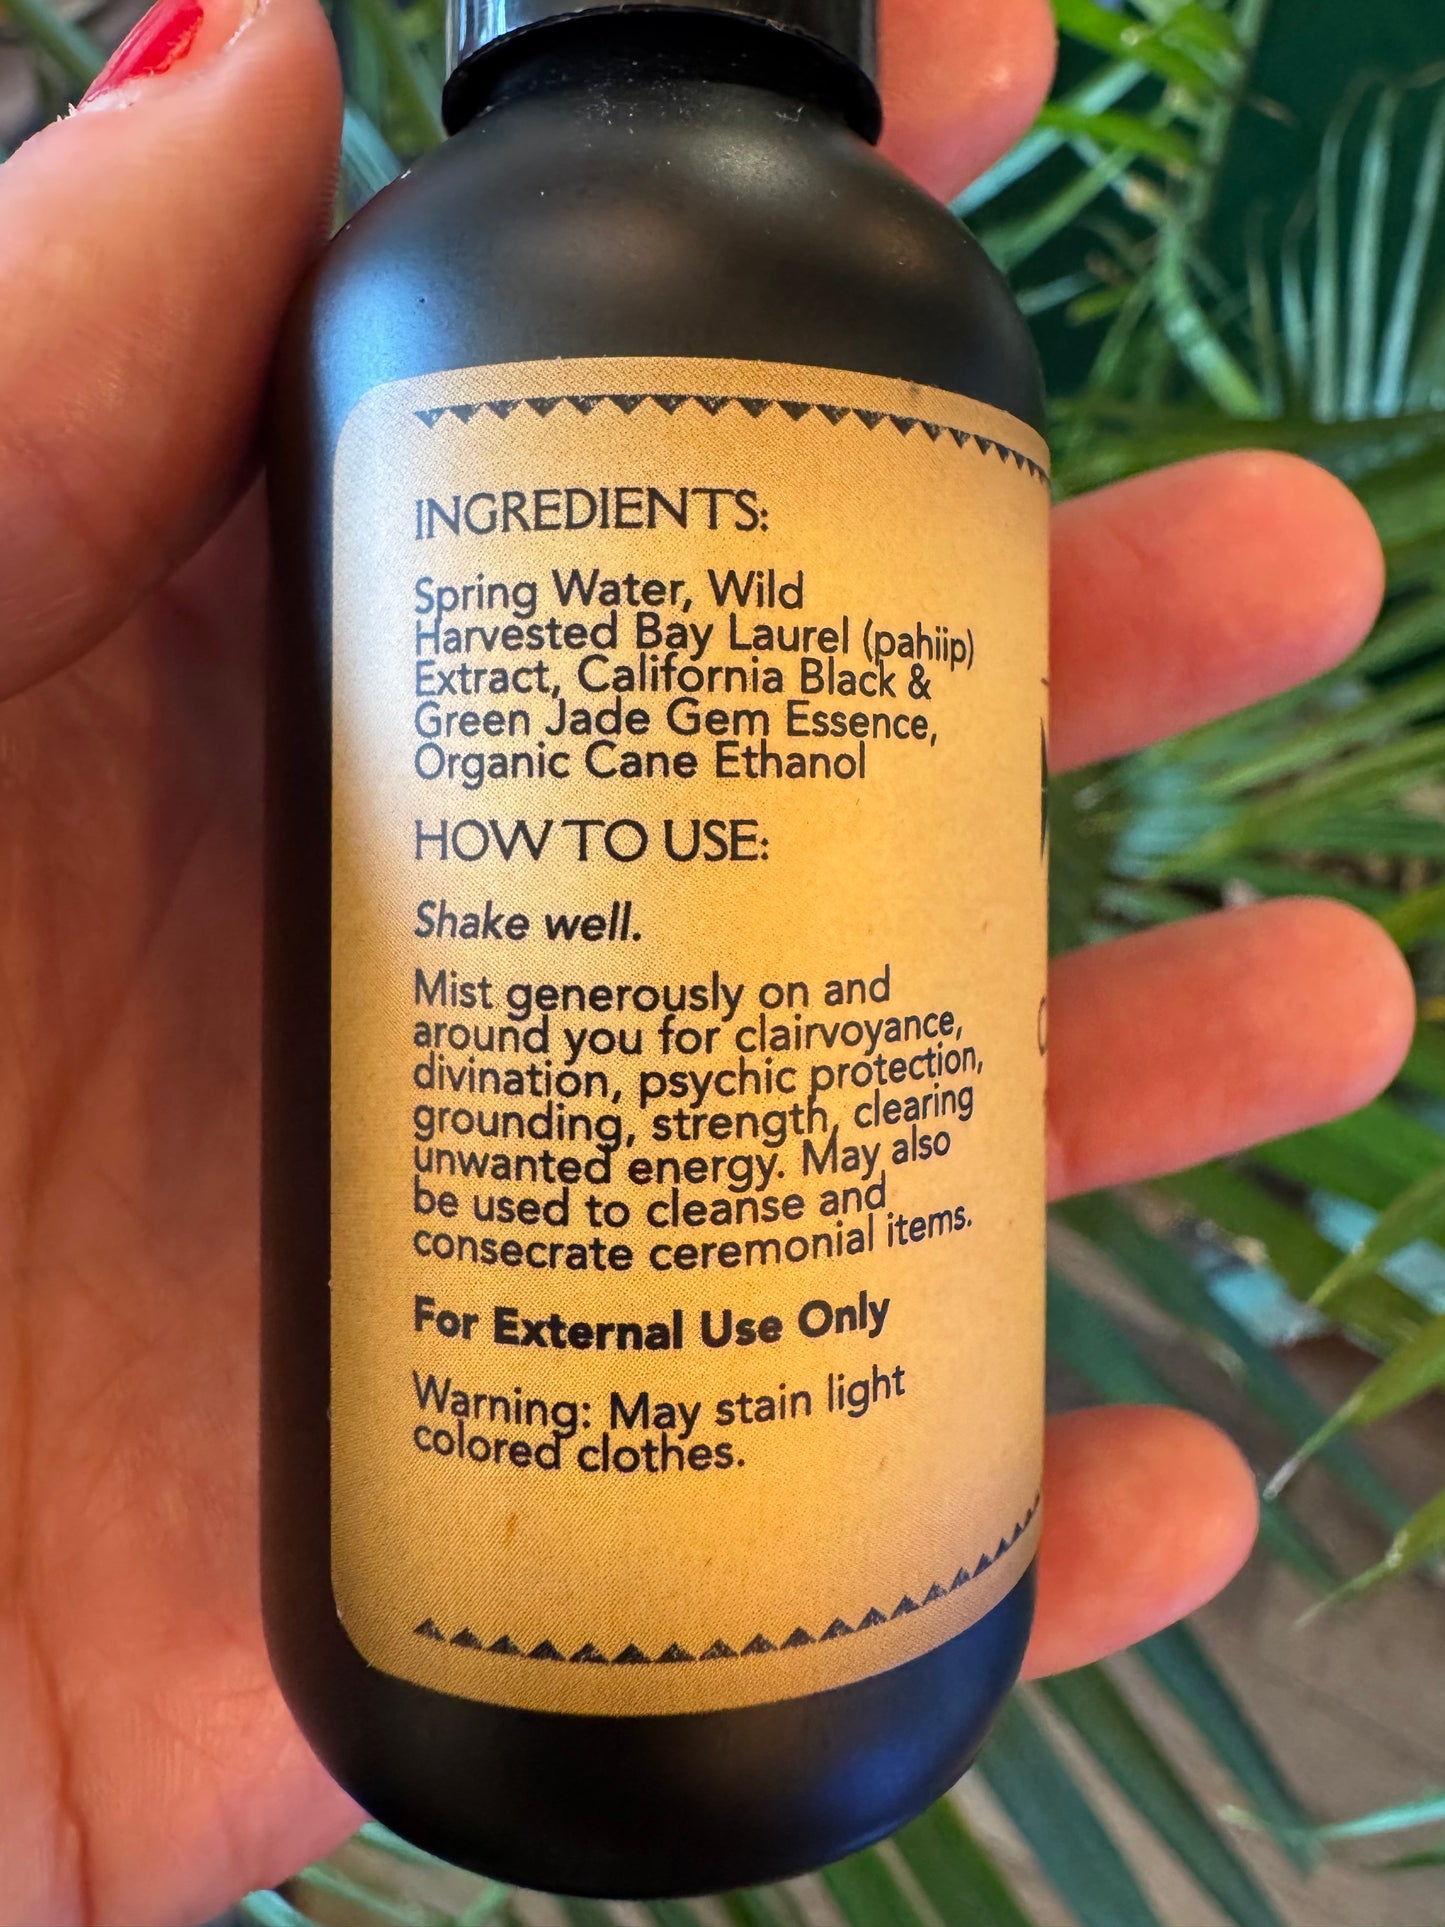 INGREDIENTS:
Spring Water, Wild
Harvested Bay Laurel (pahiip)
Extract, California Black &
Green Jade Gem Essence,
Organic Cane Ethanol
HOW TO USE:
Shake well.
Mist generously on and
around you for clairvoyance,
divination, psychic protection,
grounding, strength, clearing
unwanted energy. May also
be used to cleanse and
consecrate ceremonial items.
For External Use Only
Warning: May stain light
colored clothes.